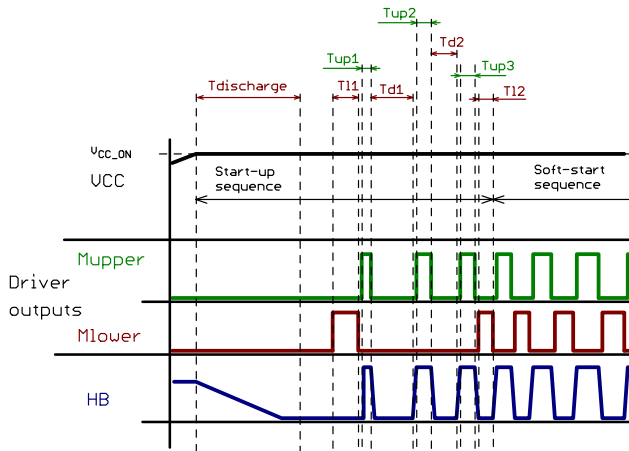 Tup2
Td2
Tup1
Tup3
Tdischarge
Tl1
Td1
Tl2
VCC_ON
VCC
Start-up
sequence
Soft-start
sequence
Mupper
Driver
outputs
Mlower
HB